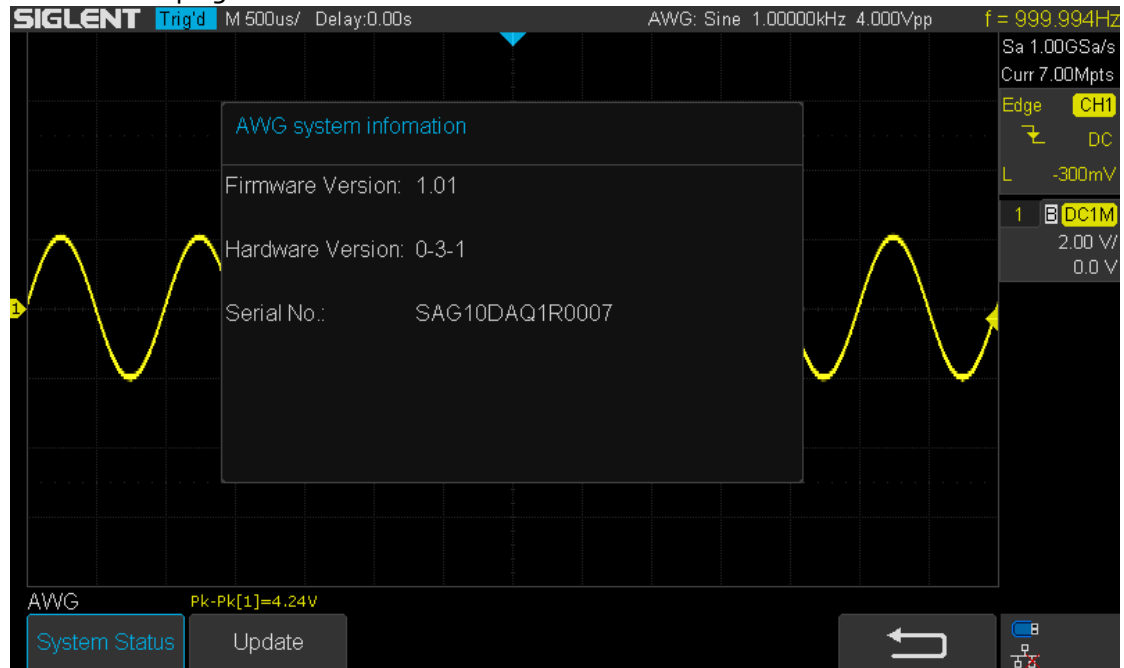 SIGLENT Trig'd M 500us/ Delay:0.00s AWG: Sine 1.00000kHz 4.000Vpp f = 999.994Hz
Sa 1.00GSa/s
Curr 7.00Mpts
Edge CH1
DC
L -300mV
AWG system infomation
Firmware Version: 1.01
Hardware Version: 0-3-1
Serial No.: SAG10DAQ1R0007
1 B DC1M
2.00 V/
0.0 V
1
AWG Pk-Pk[1]=4.24V
System Status Update
B